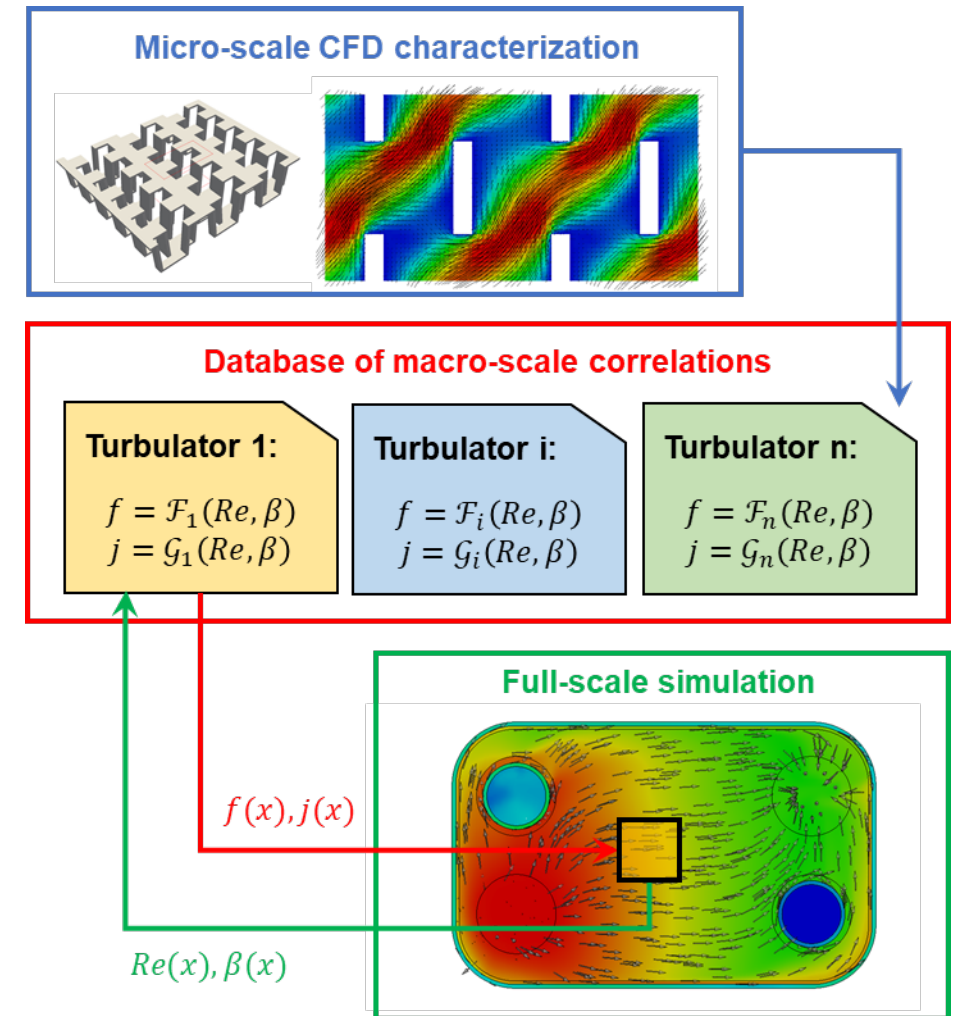 Micro-scale CFD characterization
Database of macro-scale correlations
Turbulator 1:
f = ℱ₁(Re, β)
j = 𝒢₁(Re, β)
Turbulator i:
f = ℱᵢ(Re, β)
j = 𝒢ᵢ(Re, β)
Turbulator n:
f = ℱₙ(Re, β)
j = 𝒢ₙ(Re, β)
Full-scale simulation
f(x), j(x)
Re(x), β(x)